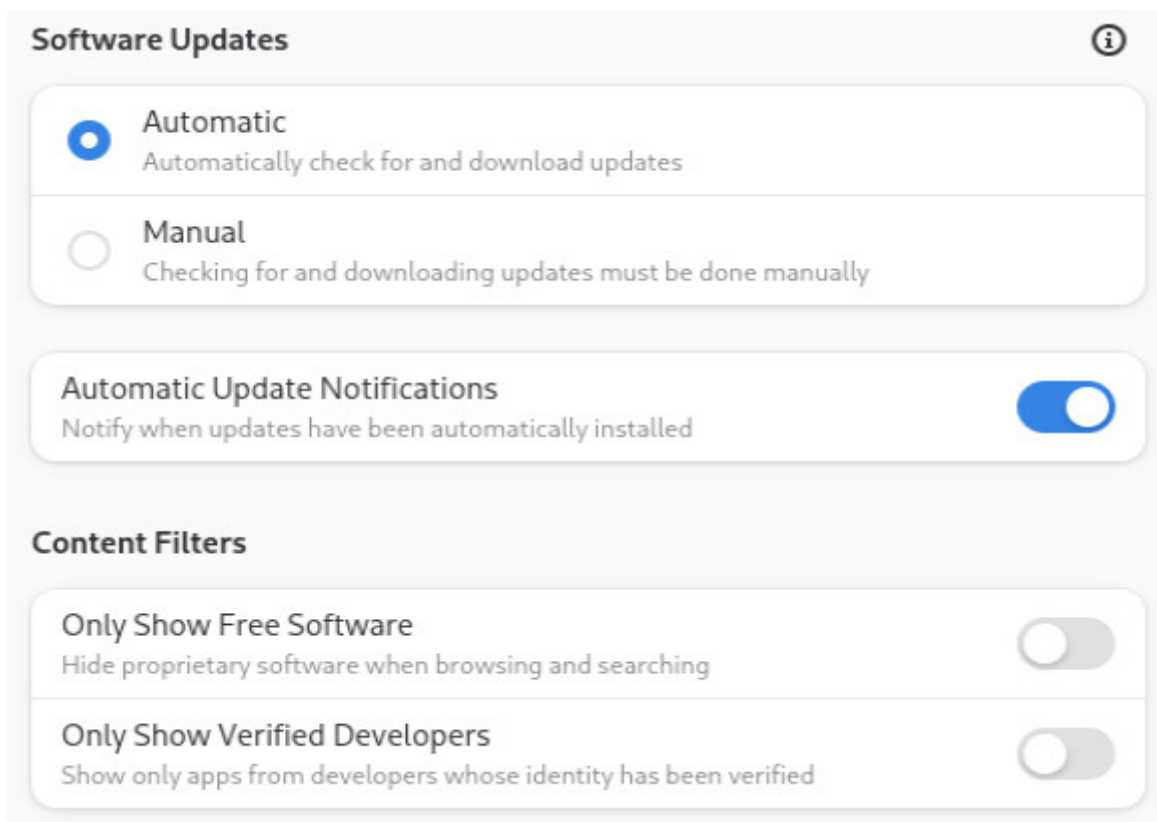 Software Updates
Automatic
Automatically check for and download updates
Manual
Checking for and downloading updates must be done manually
Automatic Update Notifications
Notify when updates have been automatically installed
Content Filters
Only Show Free Software
Hide proprietary software when browsing and searching
Only Show Verified Developers
Show only apps from developers whose identity has been verified